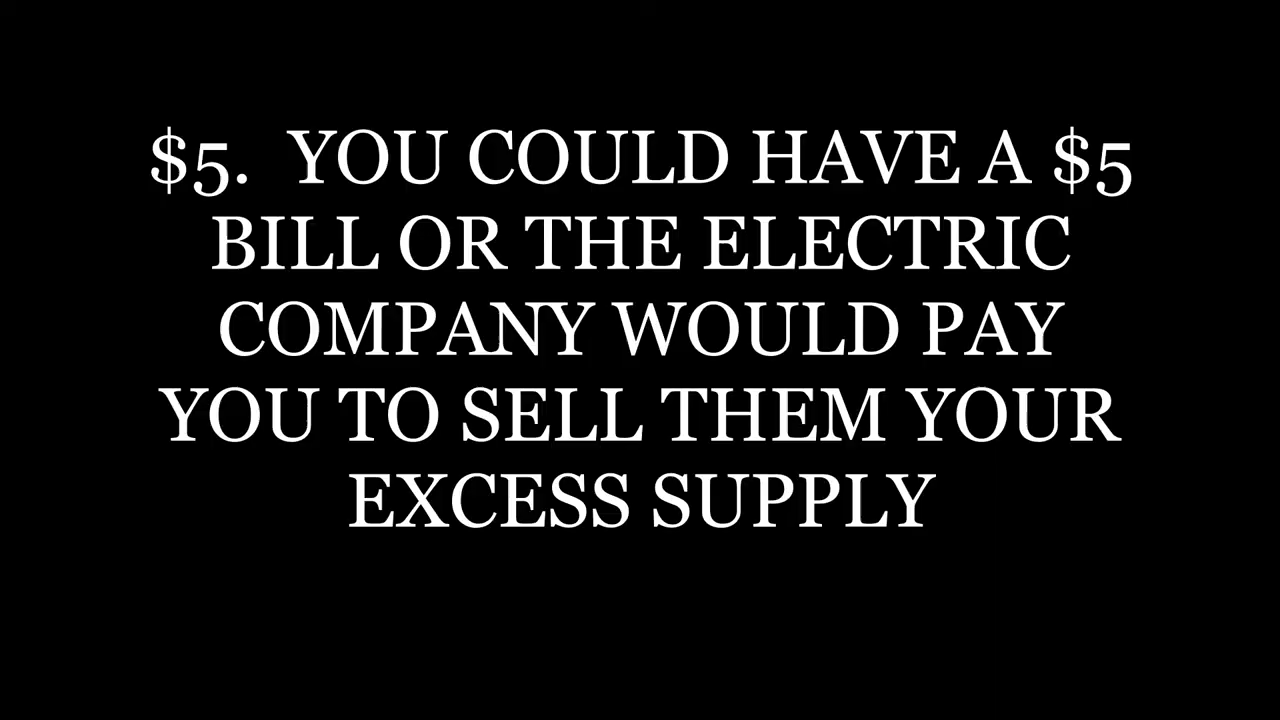 $5.  YOU COULD HAVE A $5
BILL OR THE ELECTRIC
COMPANY WOULD PAY
YOU TO SELL THEM YOUR
EXCESS SUPPLY